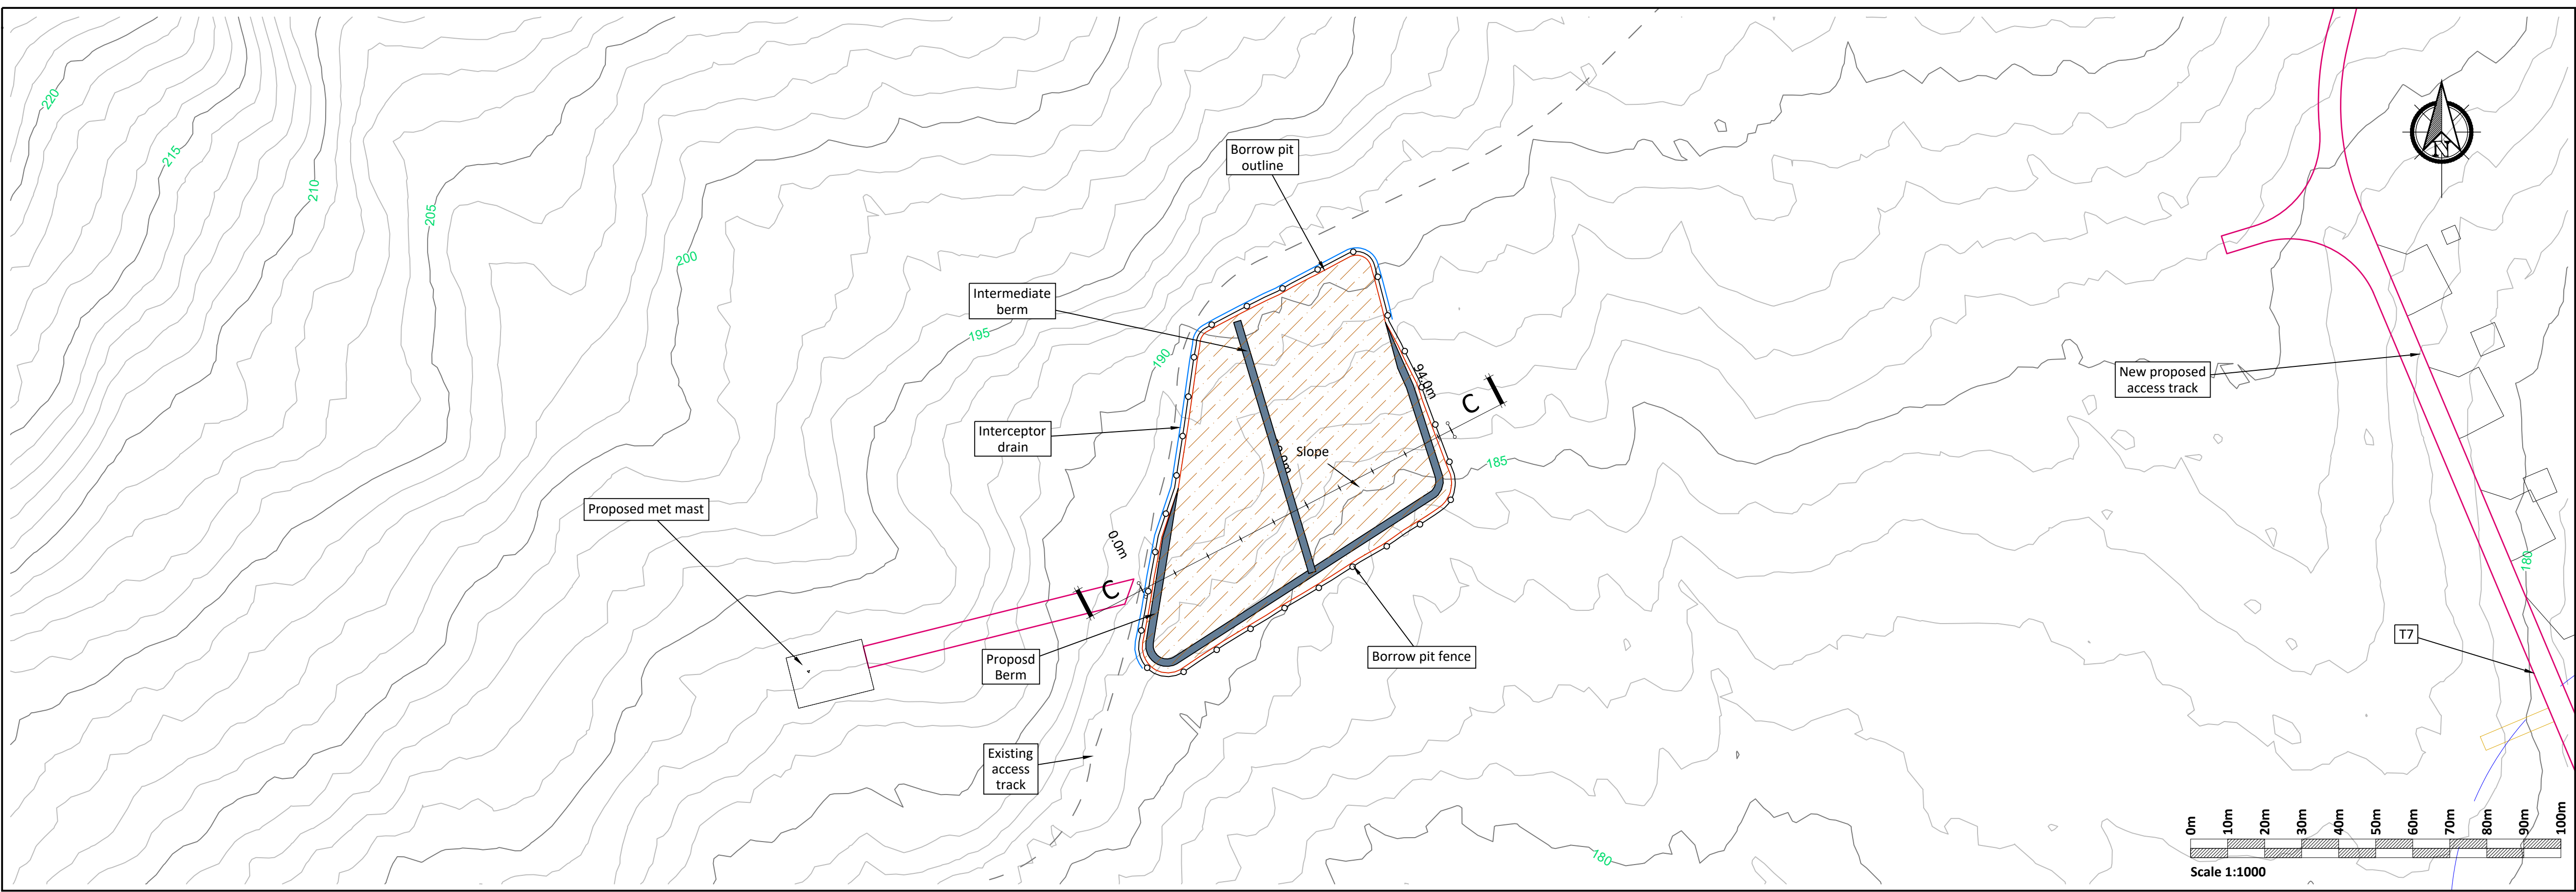 220
215
210
205
200
195
190
Borrow pit
outline
Intermediate
berm
Interceptor
drain
Proposed met mast
0.0m
C
Proposd
Berm
Existing
access
track
Slope
94.0m
C
185
Borrow pit fence
180
New proposed
access track
N
180
T7
0m
10m
20m
30m
40m
50m
60m
70m
80m
90m
100m
Scale 1:1000